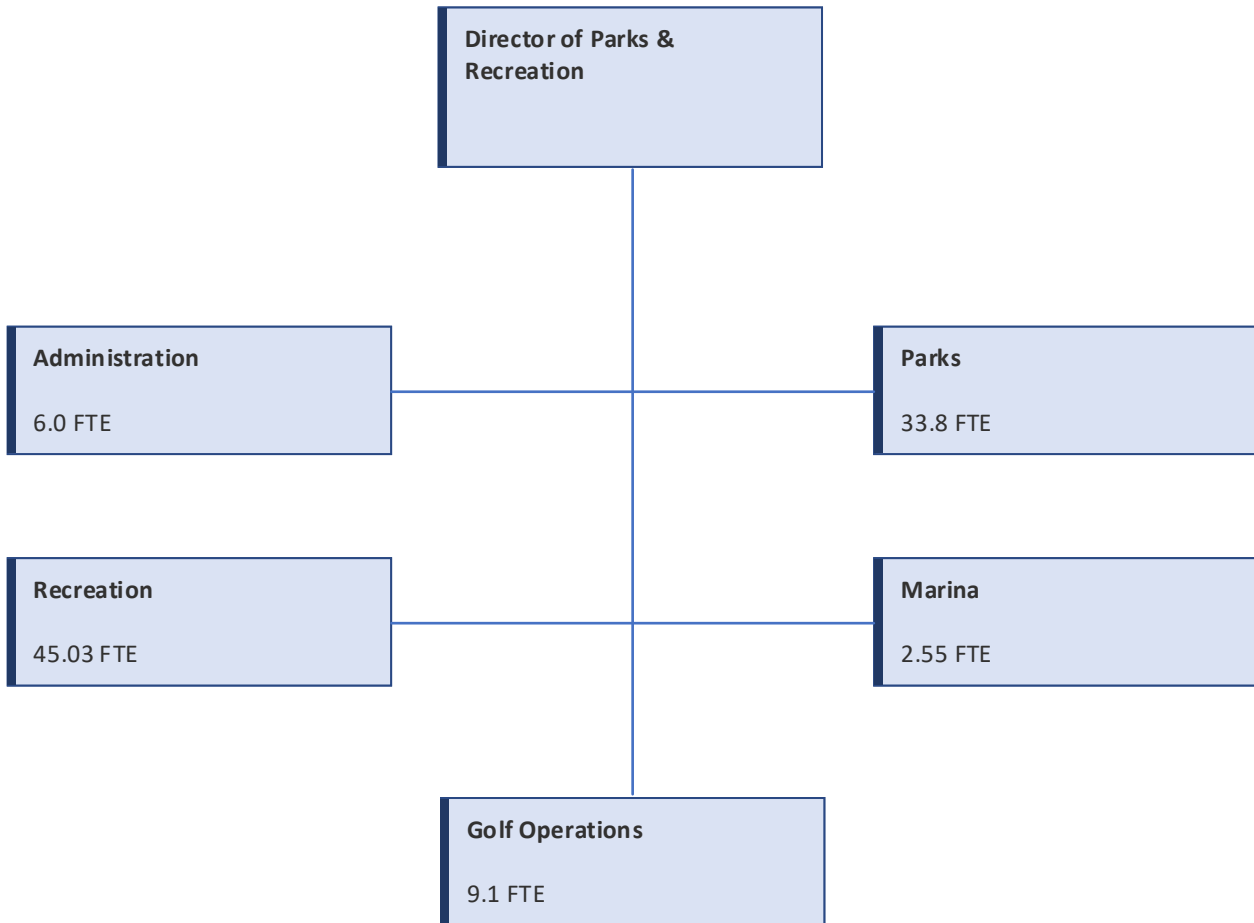 Director of Parks &
Recreation
Administration
6.0 FTE
Parks
33.8 FTE
Recreation
45.03 FTE
Marina
2.55 FTE
Golf Operations
9.1 FTE